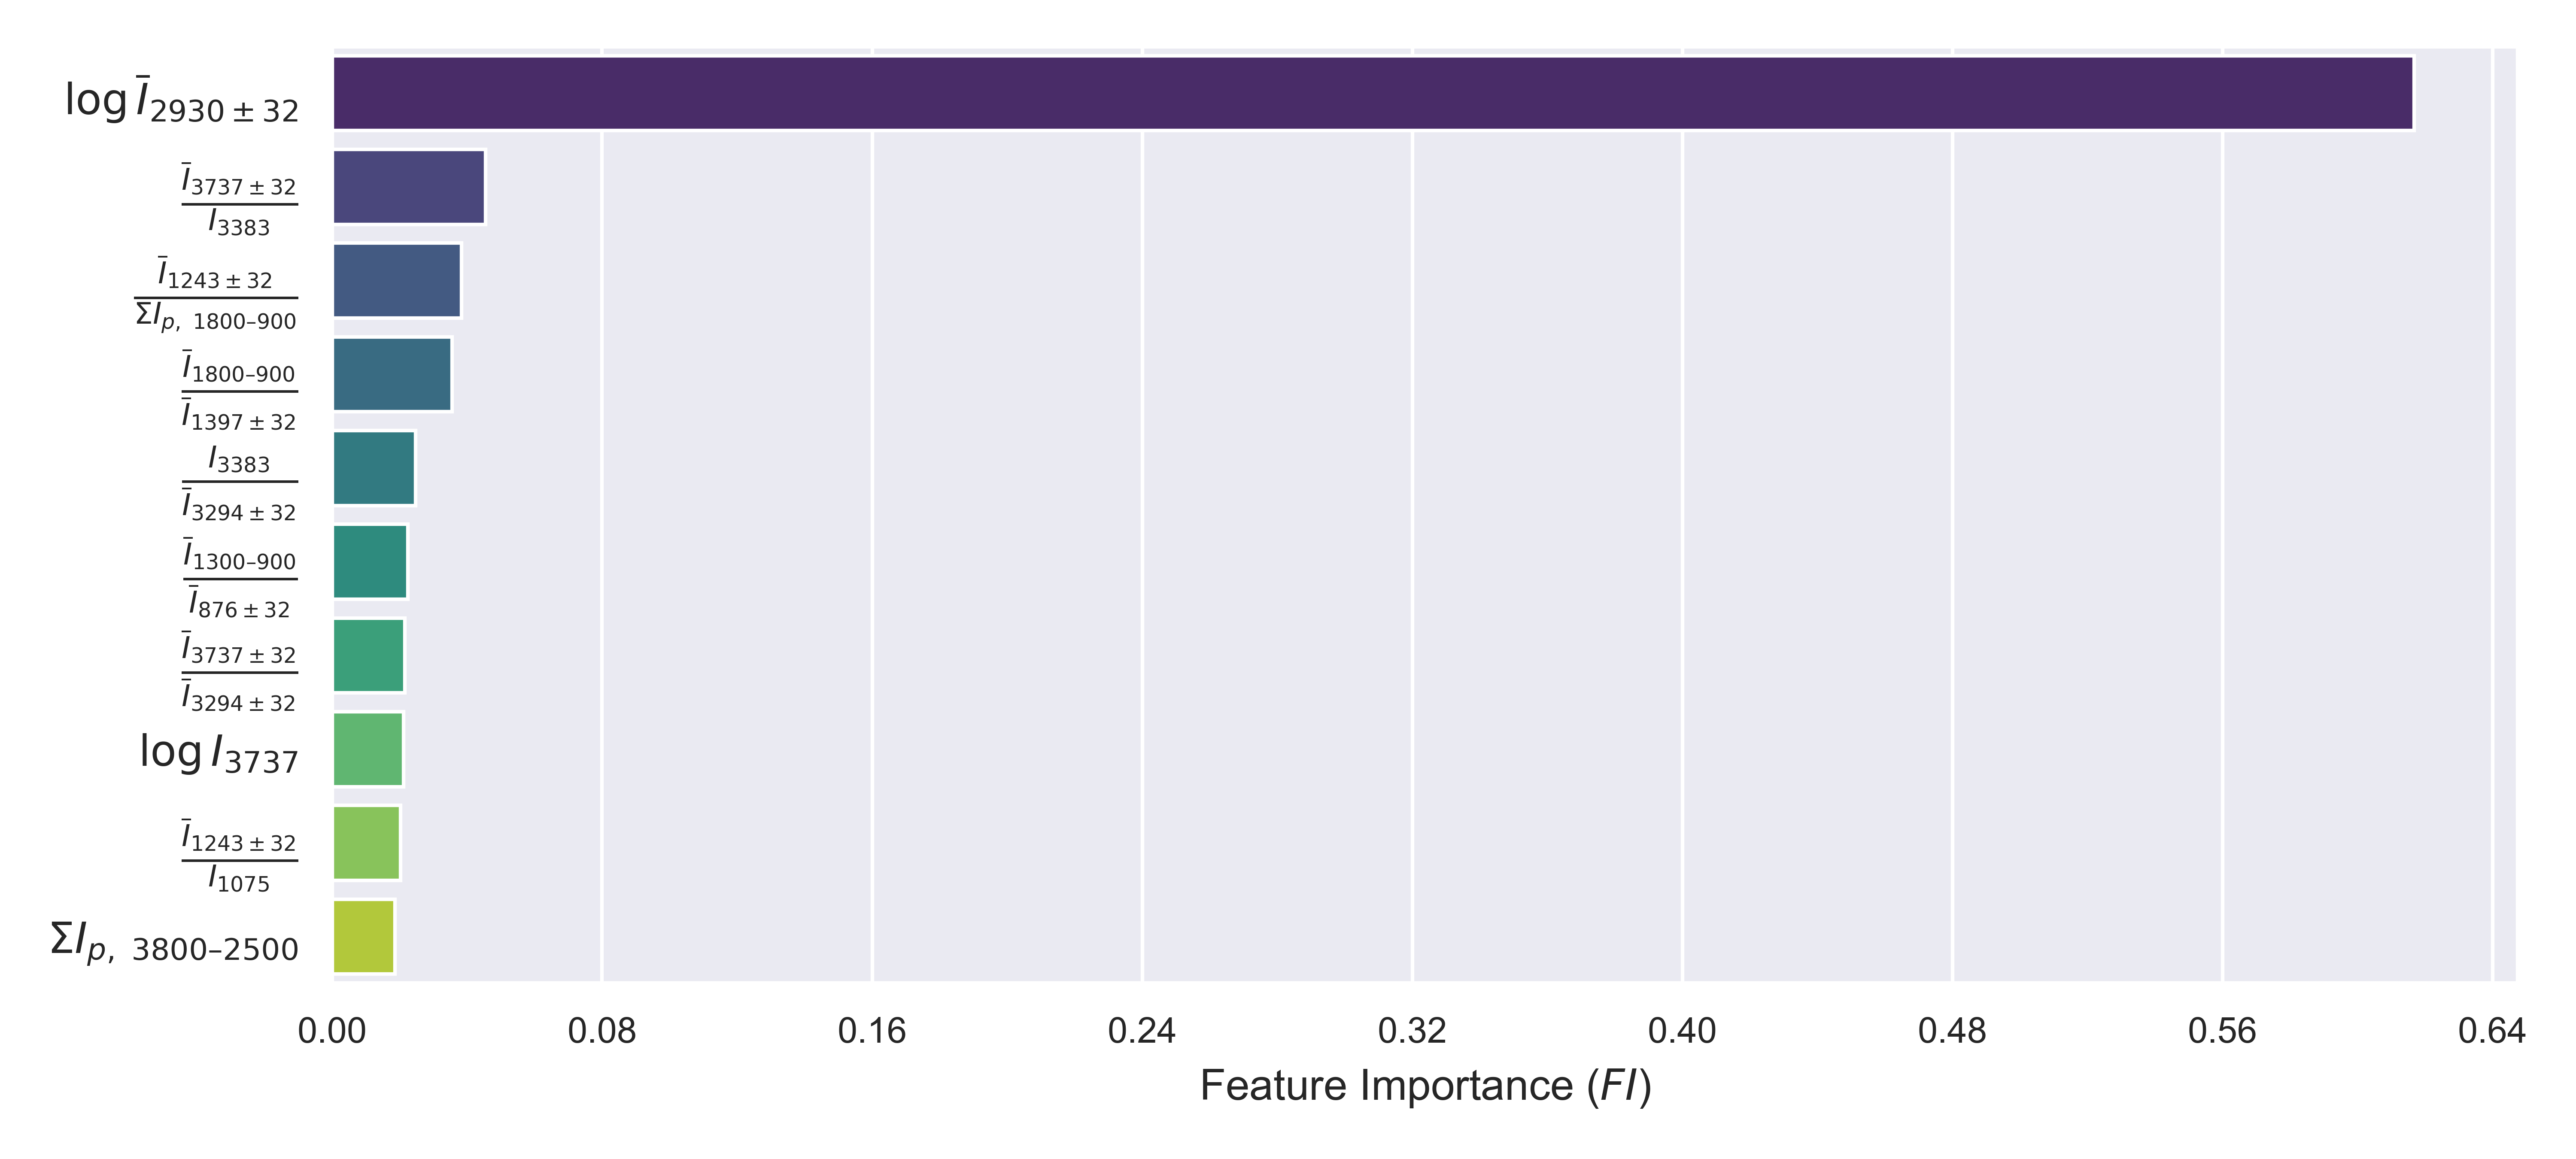 log Ī₂₉₃₀ ± ₃₂
Ī₃₇₃₇ ± ₃₂
I₃₃₈₃
Ī₁₂₄₃ ± ₃₂
ΣIₚ, ₁₈₀₀–₉₀₀
Ī₁₈₀₀–₉₀₀
Ī₁₃₉₇ ± ₃₂
I₃₃₈₃
Ī₃₂₉₄ ± ₃₂
Ī₁₃₀₀–₉₀₀
Ī₈₇₆ ± ₃₂
Ī₃₇₃₇ ± ₃₂
Ī₃₂₉₄ ± ₃₂
log I₃₇₃₇
Ī₁₂₄₃ ± ₃₂
I₁₀₇₅
ΣIₚ, ₃₈₀₀–₂₅₀₀
0.00 0.08 0.16 0.24 0.32 0.40 0.48 0.56 0.64
Feature Importance (FI)